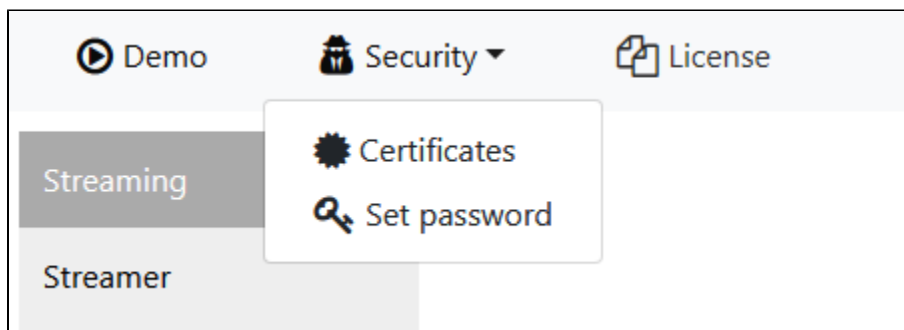 Demo Security License
Certificates
Streaming
Set password
Streamer